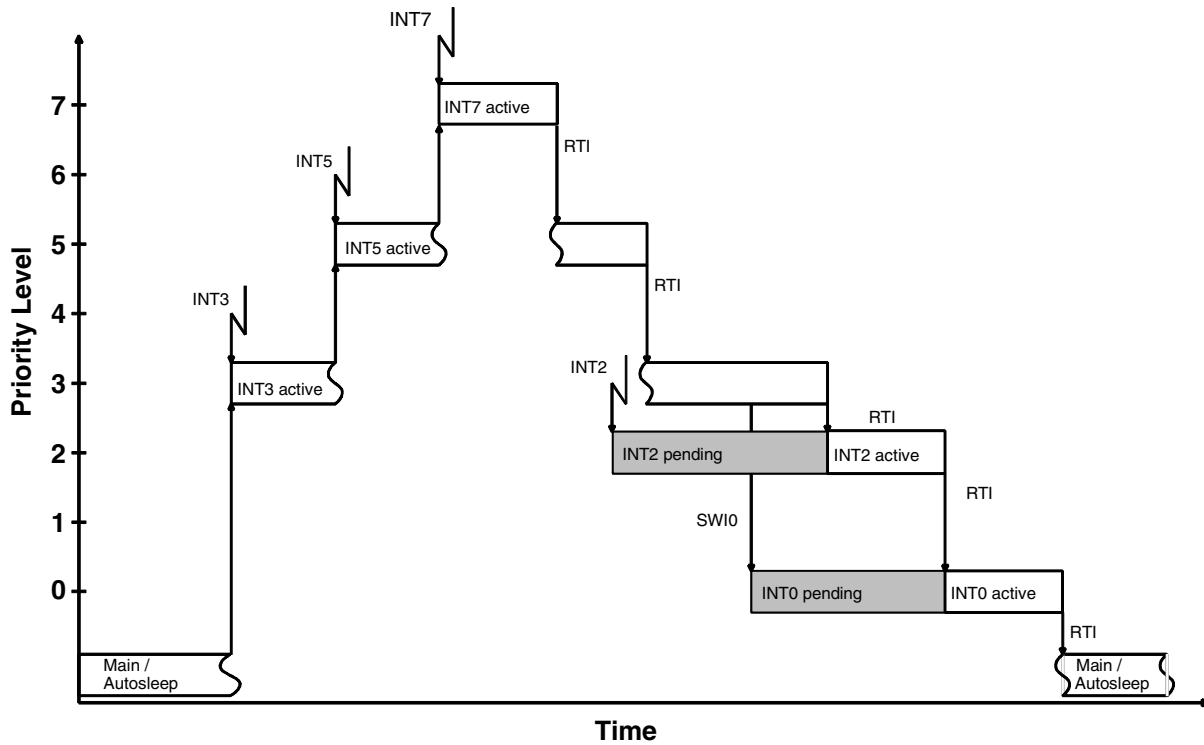 INT7
7
INT7 active
INT5
RTI
6
5
INT5 active
RTI
INT3
4
INT2
3
INT3 active
RTI
2
INT2 pending
INT2 active
RTI
SWI0
1
0
INT0 pending
INT0 active
RTI
Main /
Autosleep
Main /
Autosleep
Priority Level
Time